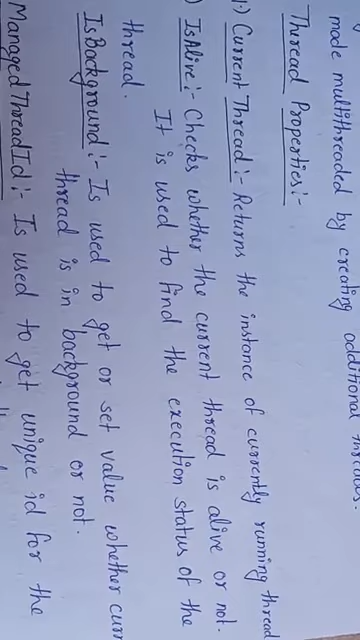 mode multithreaded by creating additional threads.
Thread Properties:-
1) Current Thread:- Returns the instance of currently running thread
) IsAlive:- Checks whether the current thread is alive or not.
It is used to find the execution status of the
thread.
IsBackground:- Is used to get or set value whether curr
thread is in background or not.
ManagedThreadId:- Is used to get unique id for the